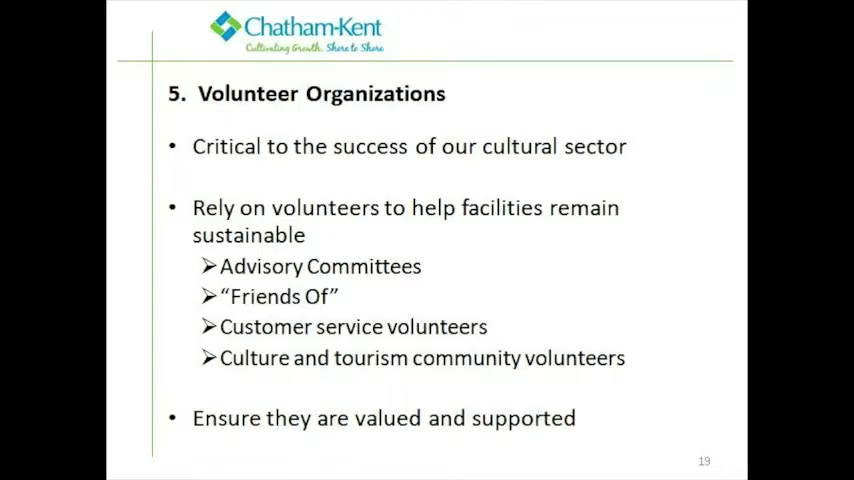 Chatham-Kent
Cultivating Growth, Shore to Shore
5. Volunteer Organizations
• Critical to the success of our cultural sector
• Rely on volunteers to help facilities remain
sustainable
➢Advisory Committees
➢“Friends Of”
➢Customer service volunteers
➢Culture and tourism community volunteers
• Ensure they are valued and supported
19